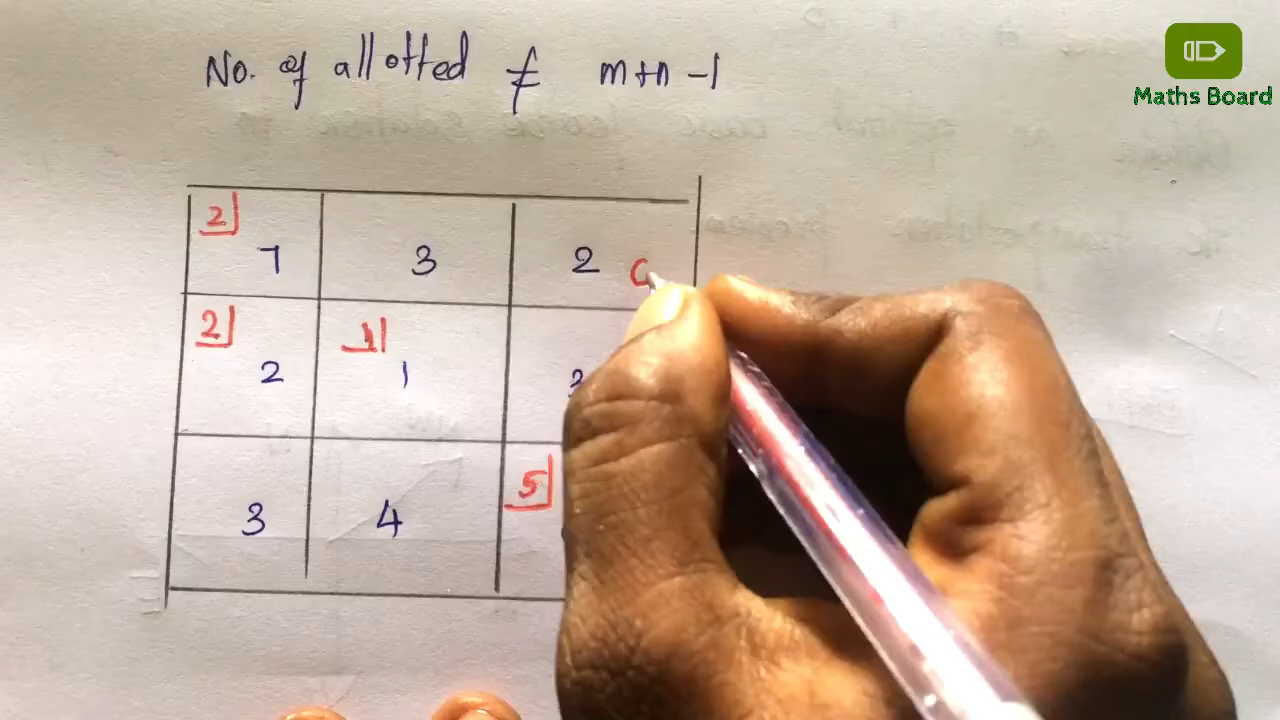 Maths Board
No. of allotted ≠ m+n-1
2 7 3 2
2 2 1 1
3 4 5